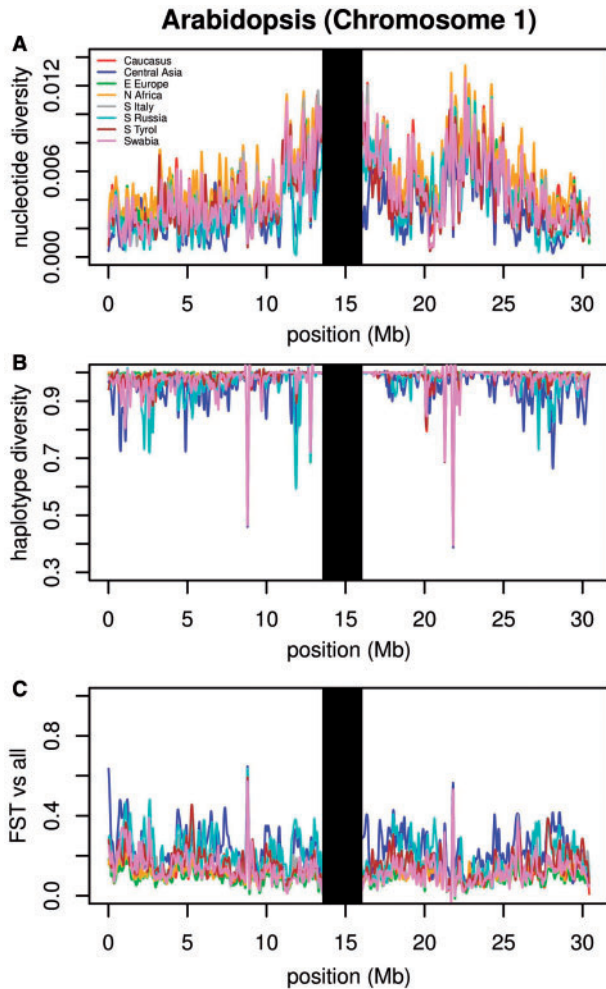 Arabidopsis (Chromosome 1)
A
nucleotide diversity
0.012
0.006
0.000
Caucasus
Central Asia
E Europe
N Africa
S Italy
S Russia
S Tyrol
Swabia
0 5 10 15 20 25 30
position (Mb)
B
haplotype diversity
0.9
0.7
0.5
0.3
0 5 10 15 20 25 30
position (Mb)
C
FST vs all
0.8
0.4
0.0
0 5 10 15 20 25 30
position (Mb)